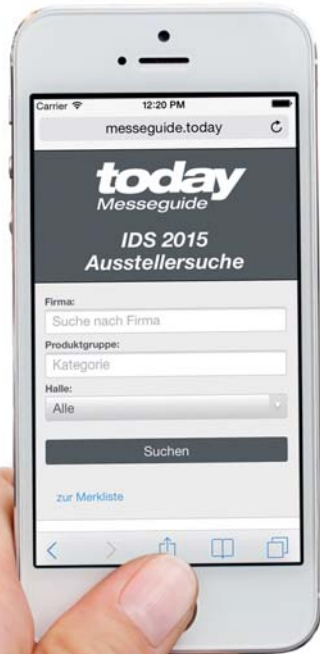 Carrier 12:20 PM
messeguide.today
today
Messeguide
IDS 2015
Ausstellersuche
Firma:
Suche nach Firma
Produktgruppe:
Kategorie
Halle:
Alle
Suchen
zur Merkliste